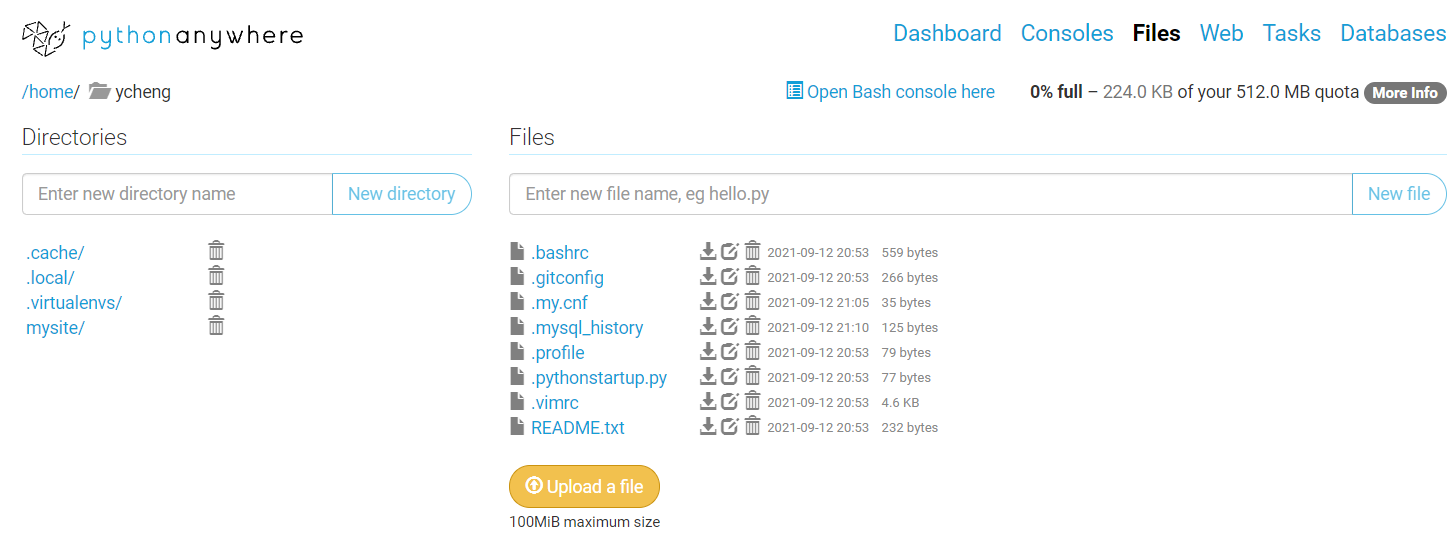 pythonanywhere
Dashboard Consoles Files Web Tasks Databases
/home/ ycheng
Open Bash console here
0% full – 224.0 KB of your 512.0 MB quota More Info
Directories
Enter new directory name New directory
.cache/
.local/
.virtualenvs/
mysite/
Files
Enter new file name, eg hello.py New file
.bashrc 2021-09-12 20:53 559 bytes
.gitconfig 2021-09-12 20:53 266 bytes
.my.cnf 2021-09-12 21:05 35 bytes
.mysql_history 2021-09-12 21:10 125 bytes
.profile 2021-09-12 20:53 79 bytes
.pythonstartup.py 2021-09-12 20:53 77 bytes
.vimrc 2021-09-12 20:53 4.6 KB
README.txt 2021-09-12 20:53 232 bytes
Upload a file
100MiB maximum size